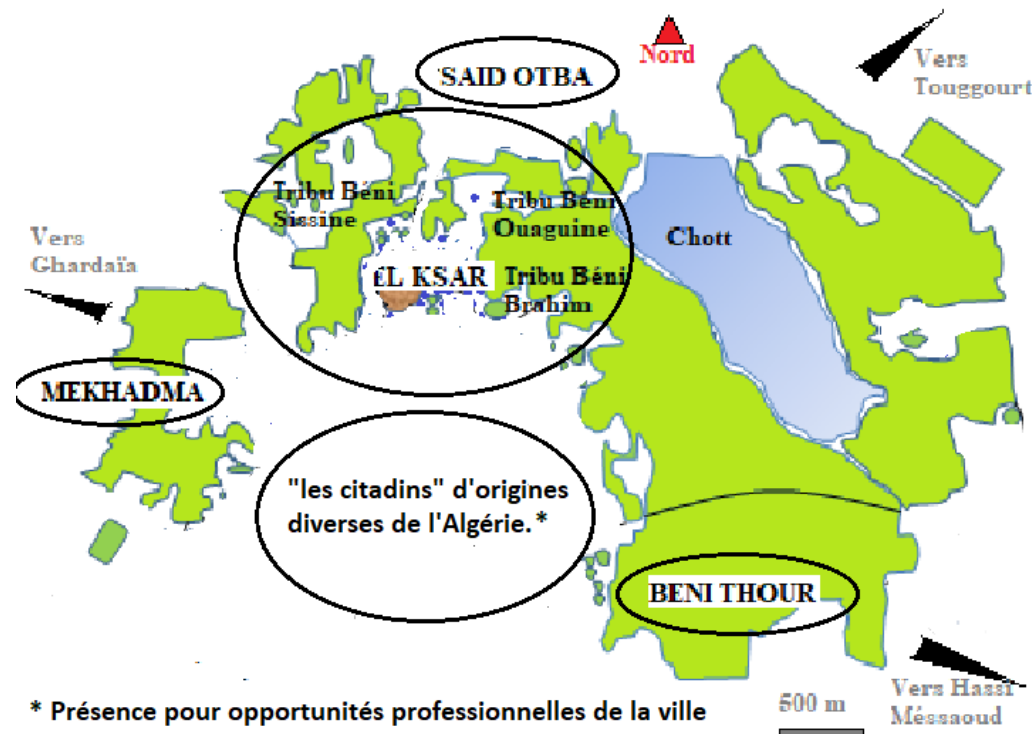 Nord
SAID OTBA
Vers
Touggourt
Tribu Béni
Sissine
Tribu Béni
Ouaguine
Vers
Ghardaïa
Chott
EL KSAR
Tribu Béni
Brahim
MEKHADMA
"les citadins" d'origines
diverses de l'Algérie.*
BENI THOUR
Vers Hassi
Méssaoud
500 m
* Présence pour opportunités professionnelles de la ville